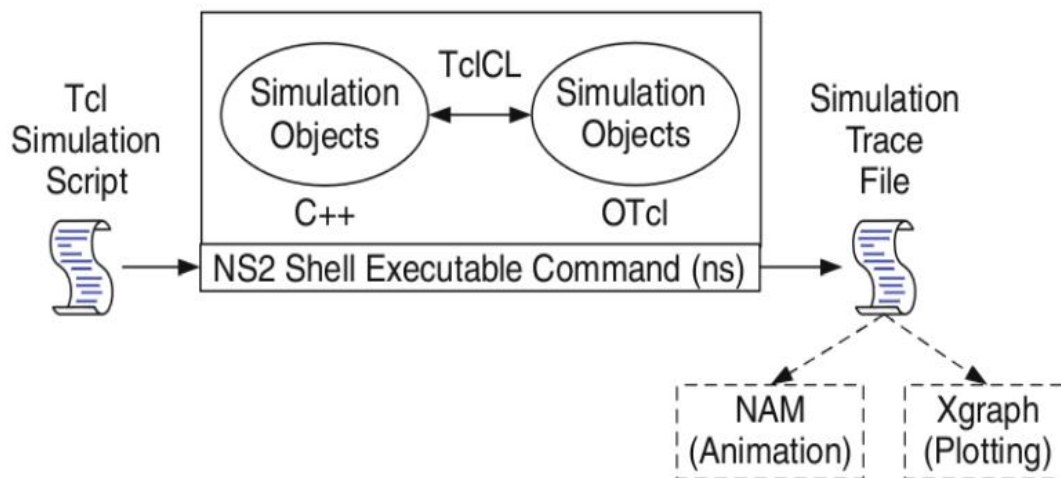 Tcl
Simulation
Script
TclCL
Simulation
Objects
C++
Simulation
Objects
OTcl
NS2 Shell Executable Command (ns)
Simulation
Trace
File
NAM
(Animation)
Xgraph
(Plotting)